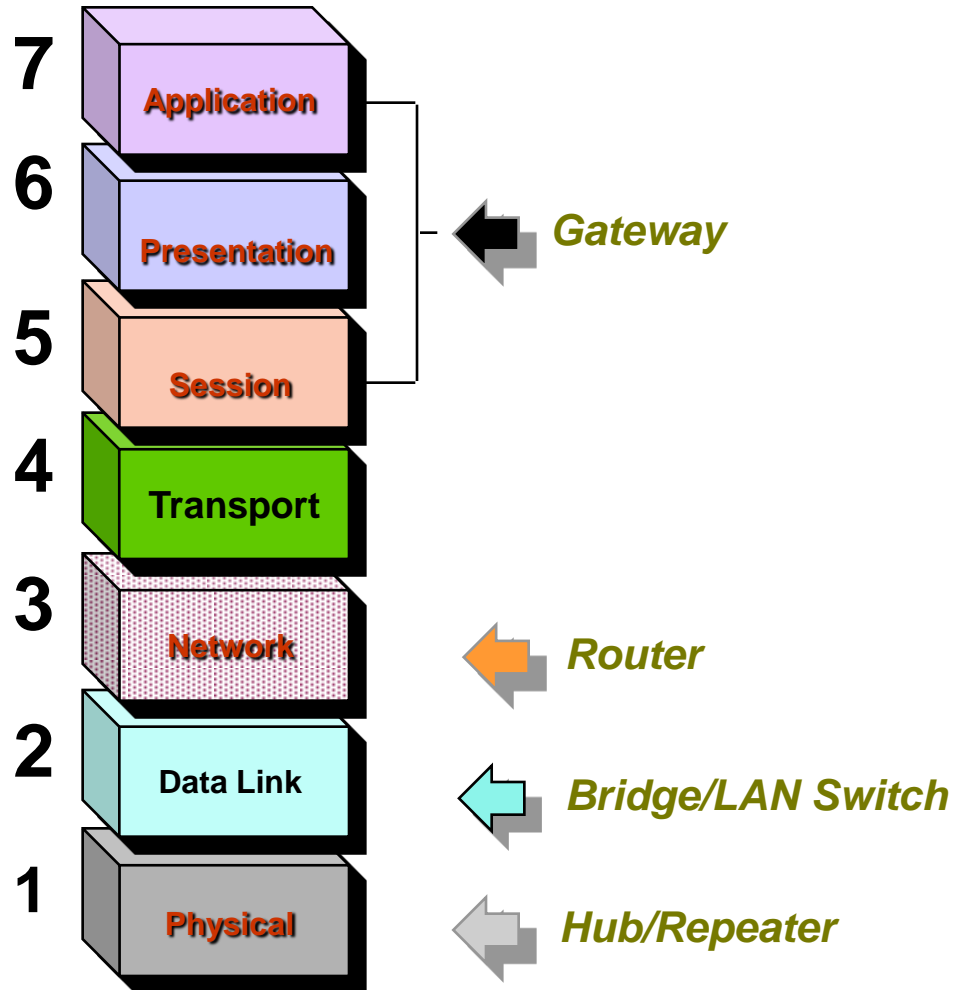 7
Application
6
Presentation
Gateway
5
Session
4
Transport
3
Network
Router
2
Data Link
Bridge/LAN Switch
1
Physical
Hub/Repeater